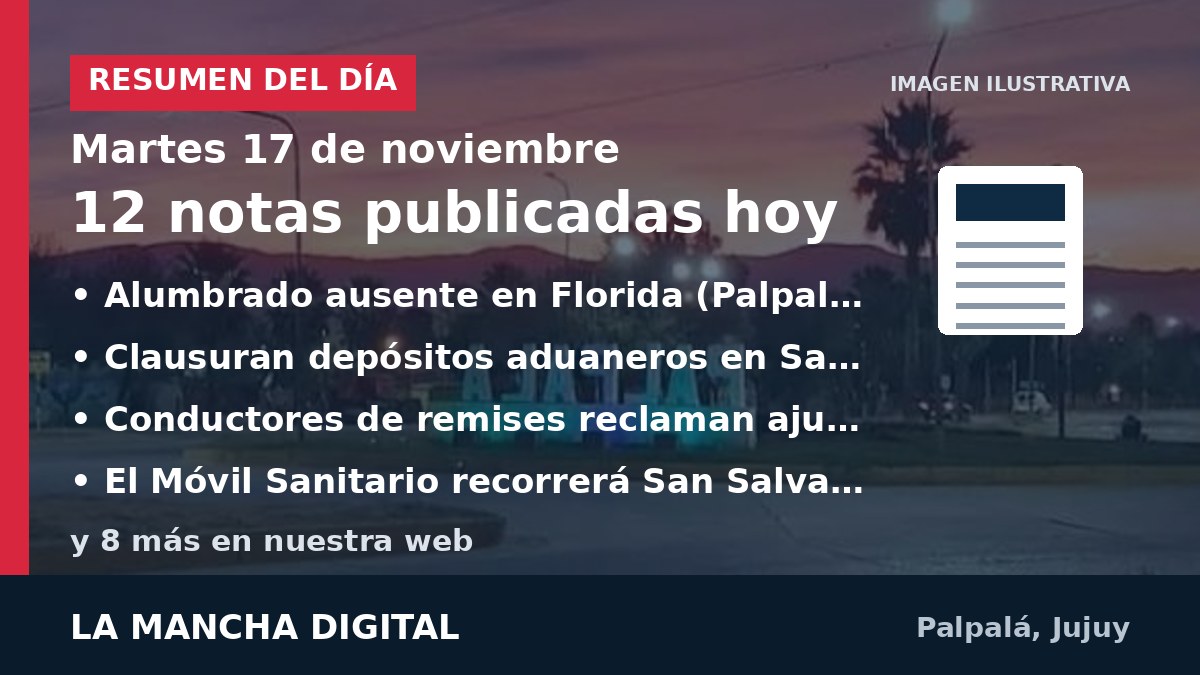 RESUMEN DEL DÍA
IMAGEN ILUSTRATIVA
Martes 17 de noviembre
12 notas publicadas hoy
• Alumbrado ausente en Florida (Palpal...
• Clausuran depósitos aduaneros en Sa...
• Conductores de remises reclaman aju...
• El Móvil Sanitario recorrerá San Salva...
y 8 más en nuestra web
LA MANCHA DIGITAL
Palpalá, Jujuy